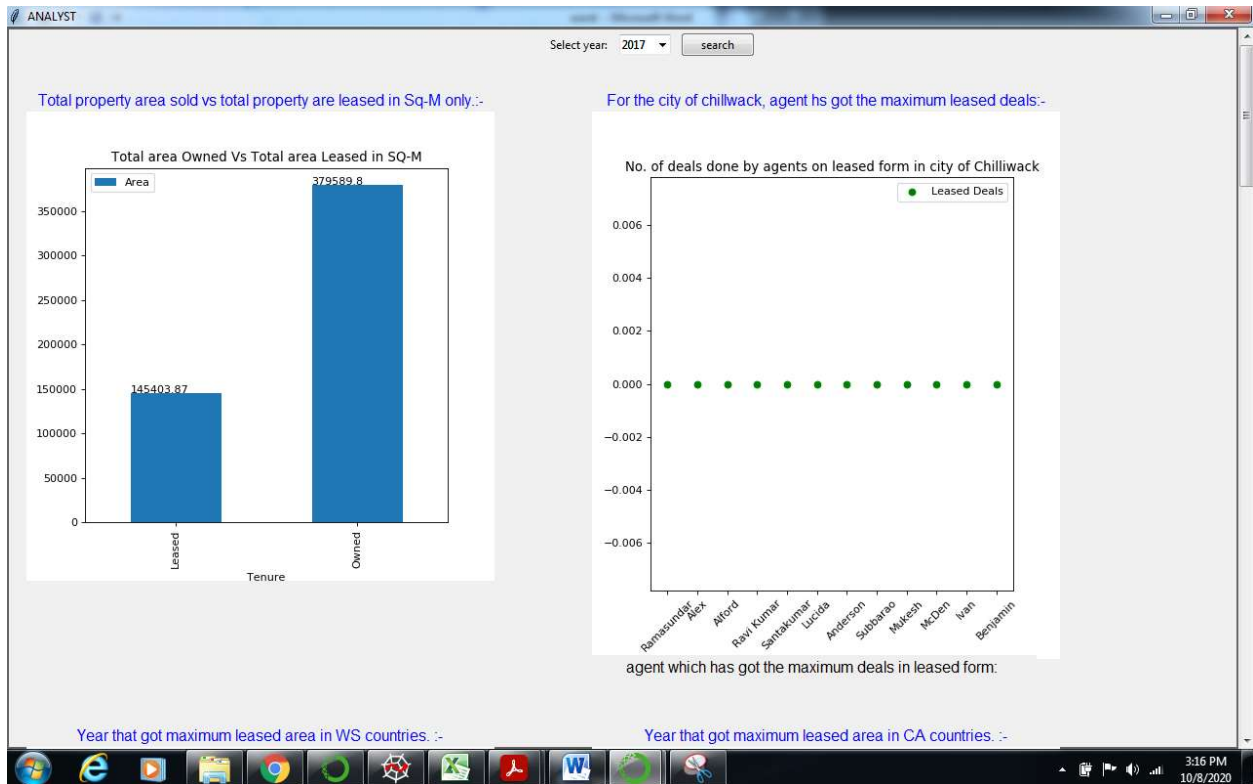 ANALYST
Select year: 2017 search
Total property area sold vs total property are leased in Sq-M only.:-
Total area Owned Vs Total area Leased in SQ-M
Area
379589.8
350000
300000
250000
200000
150000
145403.87
100000
50000
0
Leased
Owned
Tenure
For the city of chillwack, agent hs got the maximum leased deals:-
No. of deals done by agents on leased form in city of Chilliwack
Leased Deals
0.006
0.004
0.002
0.000
−0.002
−0.004
−0.006
Ramasundar
Alex
Alford
Ravi Kumar
Santakumar
Lucida
Anderson
Subbarao
Mukesh
McDen
Ivan
Benjamin
agent which has got the maximum deals in leased form:
Year that got maximum leased area in WS countries. :-
Year that got maximum leased area in CA countries. :-
3:16 PM
10/8/2020